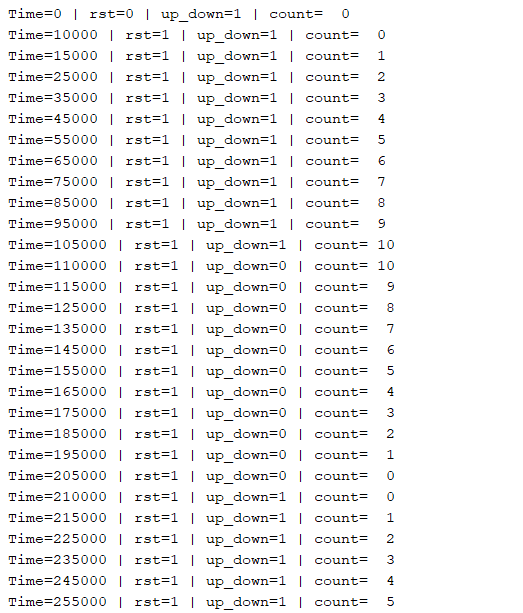 Time=0 | rst=0 | up_down=1 | count=  0
Time=10000 | rst=1 | up_down=1 | count=  0
Time=15000 | rst=1 | up_down=1 | count=  1
Time=25000 | rst=1 | up_down=1 | count=  2
Time=35000 | rst=1 | up_down=1 | count=  3
Time=45000 | rst=1 | up_down=1 | count=  4
Time=55000 | rst=1 | up_down=1 | count=  5
Time=65000 | rst=1 | up_down=1 | count=  6
Time=75000 | rst=1 | up_down=1 | count=  7
Time=85000 | rst=1 | up_down=1 | count=  8
Time=95000 | rst=1 | up_down=1 | count=  9
Time=105000 | rst=1 | up_down=1 | count= 10
Time=110000 | rst=1 | up_down=0 | count= 10
Time=115000 | rst=1 | up_down=0 | count=  9
Time=125000 | rst=1 | up_down=0 | count=  8
Time=135000 | rst=1 | up_down=0 | count=  7
Time=145000 | rst=1 | up_down=0 | count=  6
Time=155000 | rst=1 | up_down=0 | count=  5
Time=165000 | rst=1 | up_down=0 | count=  4
Time=175000 | rst=1 | up_down=0 | count=  3
Time=185000 | rst=1 | up_down=0 | count=  2
Time=195000 | rst=1 | up_down=0 | count=  1
Time=205000 | rst=1 | up_down=0 | count=  0
Time=210000 | rst=1 | up_down=1 | count=  0
Time=215000 | rst=1 | up_down=1 | count=  1
Time=225000 | rst=1 | up_down=1 | count=  2
Time=235000 | rst=1 | up_down=1 | count=  3
Time=245000 | rst=1 | up_down=1 | count=  4
Time=255000 | rst=1 | up_down=1 | count=  5